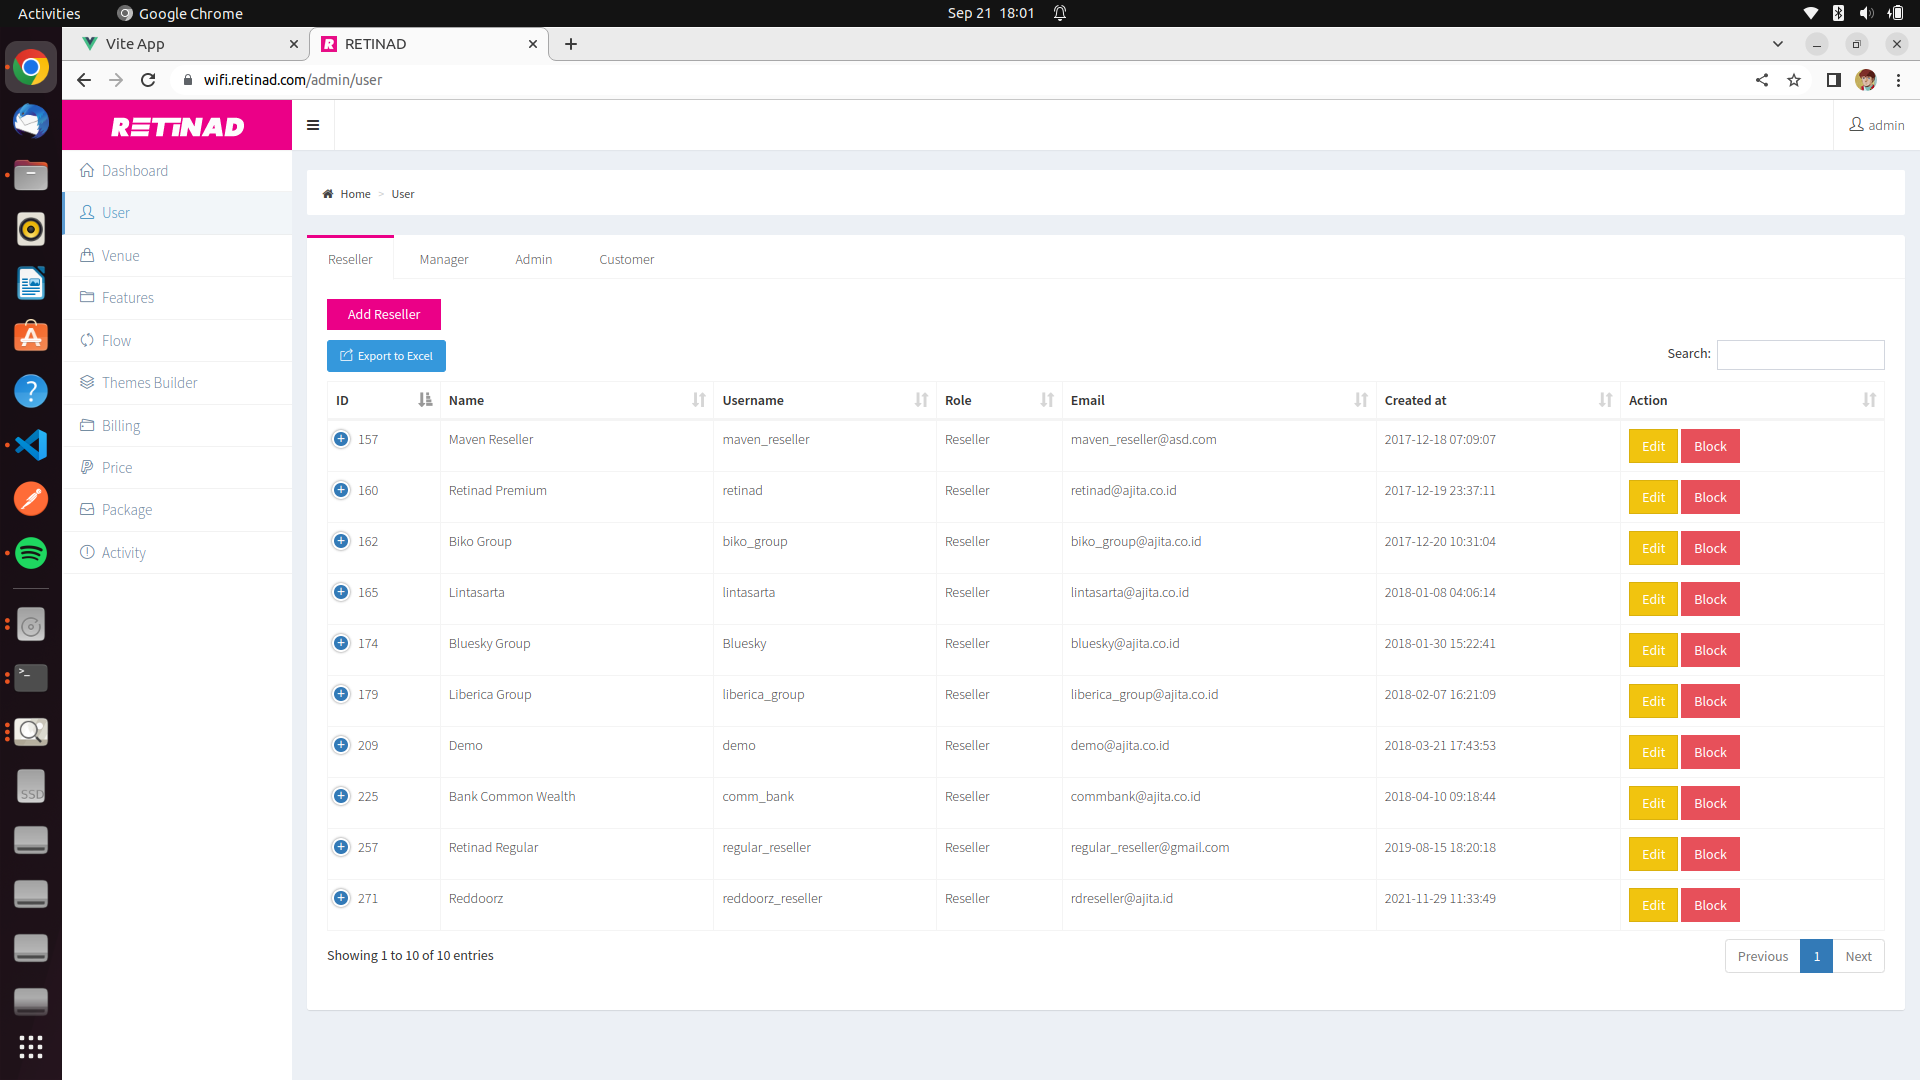 Activities Google Chrome Sep 21 18:01
Vite App RETINAD
wifi.retinad.com/admin/user
RETINAD admin
Dashboard
User
Venue
Features
Flow
Themes Builder
Billing
Price
Package
Activity
Home > User
Reseller Manager Admin Customer
Add Reseller
Export to Excel Search:
ID Name Username Role Email Created at Action
157 Maven Reseller maven_reseller Reseller maven_reseller@asd.com 2017-12-18 07:09:07 Edit Block
160 Retinad Premium retinad Reseller retinad@ajita.co.id 2017-12-19 23:37:11 Edit Block
162 Biko Group biko_group Reseller biko_group@ajita.co.id 2017-12-20 10:31:04 Edit Block
165 Lintasarta lintasarta Reseller lintasarta@ajita.co.id 2018-01-08 04:06:14 Edit Block
174 Bluesky Group Bluesky Reseller bluesky@ajita.co.id 2018-01-30 15:22:41 Edit Block
179 Liberica Group liberica_group Reseller liberica_group@ajita.co.id 2018-02-07 16:21:09 Edit Block
209 Demo demo Reseller demo@ajita.co.id 2018-03-21 17:43:53 Edit Block
225 Bank Common Wealth comm_bank Reseller commbank@ajita.co.id 2018-04-10 09:18:44 Edit Block
257 Retinad Regular regular_reseller Reseller regular_reseller@gmail.com 2019-08-15 18:20:18 Edit Block
271 Reddoorz reddoorz_reseller Reseller rdreseller@ajita.id 2021-11-29 11:33:49 Edit Block
Showing 1 to 10 of 10 entries Previous 1 Next
SSD